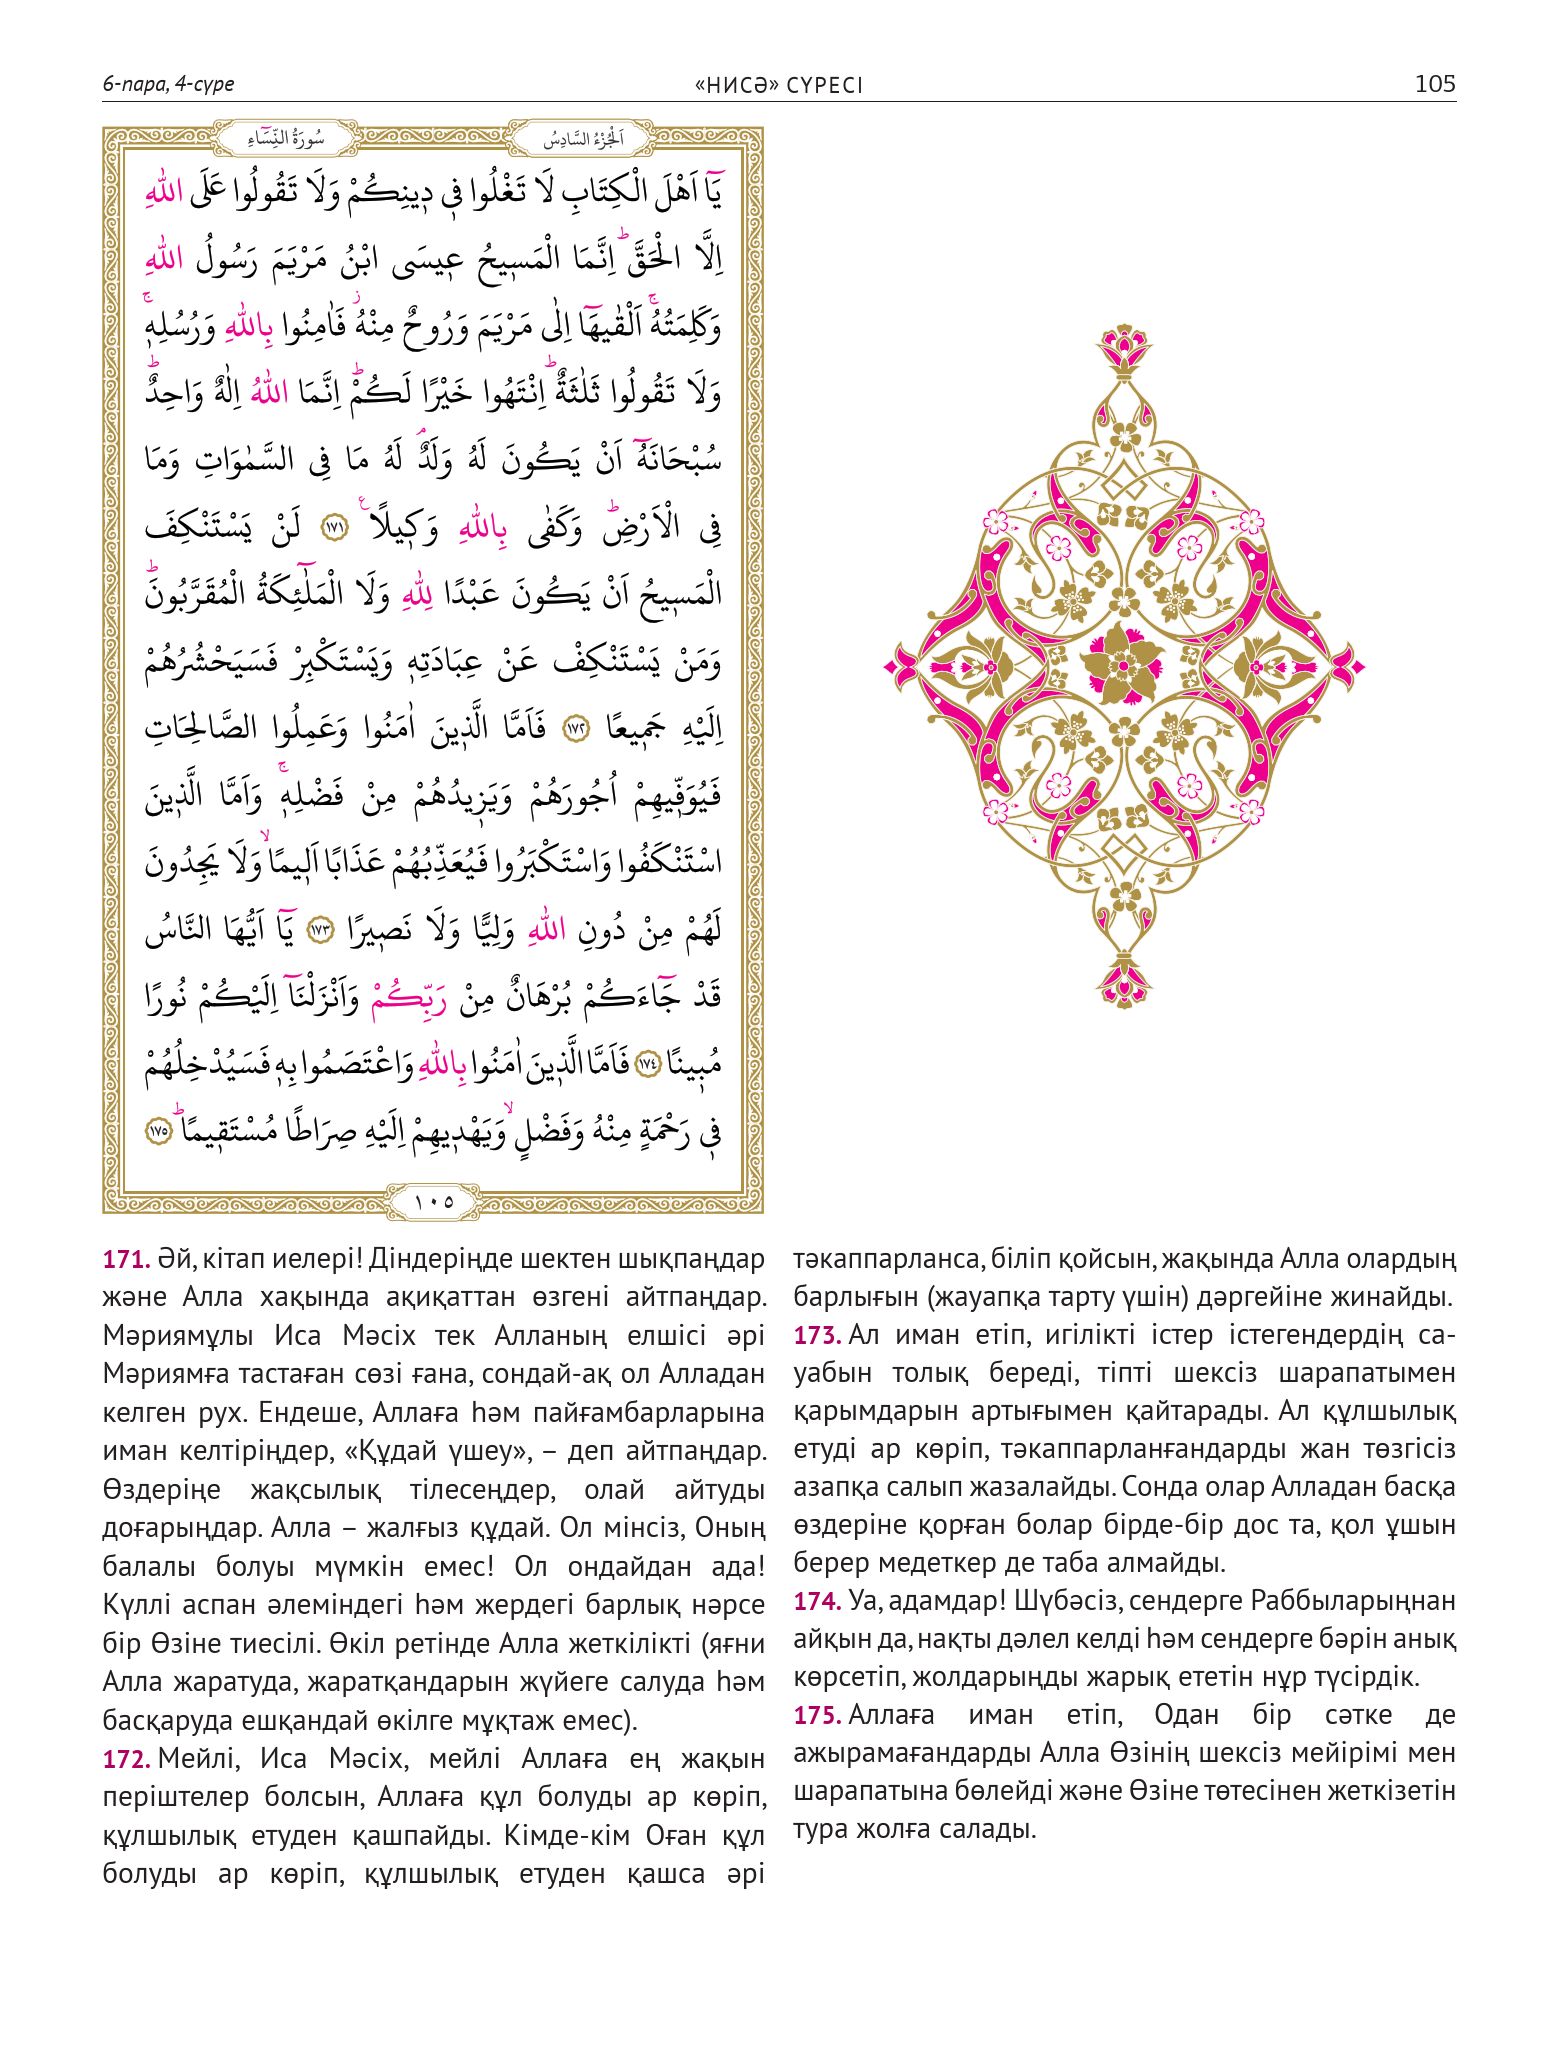 6-пара, 4-сүре
«НИСӘ» СҮРЕСІ
105
سُورَةُ النِّسَٓاءِ
اَلْجُزْءُ السَّادِسُ
يَٓا اَهْلَ الْكِتَابِ لَا تَغْلُوا فٖي دٖينِكُمْ وَلَا تَقُولُوا عَلَى اللّٰهِ
اِلَّا الْحَقَّؕ اِنَّمَا الْمَسٖيحُ عٖيسَى ابْنُ مَرْيَمَ رَسُولُ اللّٰهِ
وَكَلِمَتُهُۚ اَلْقٰيهَٓا اِلٰى مَرْيَمَ وَرُوحٌ مِنْهُؗ فَاٰمِنُوا بِاللّٰهِ وَرُسُلِهٖۚ
وَلَا تَقُولُوا ثَلٰثَةٌؕ اِنْتَهُوا خَيْرًا لَكُمْؕ اِنَّمَا اللّٰهُ اِلٰهٌ وَاحِدٌؕ
سُبْحَانَهُٓ اَنْ يَكُونَ لَهُ وَلَدٌۢ لَهُ مَا فِى السَّمٰوَاتِ وَمَا
فِى الْاَرْضِؕ وَكَفٰى بِاللّٰهِ وَكٖيلًاࣖ ﴿١٧١﴾ لَنْ يَسْتَنْكِفَ
الْمَسٖيحُ اَنْ يَكُونَ عَبْدًا لِلّٰهِ وَلَا الْمَلٰٓئِكَةُ الْمُقَرَّبُونَؕ
وَمَنْ يَسْتَنْكِفْ عَنْ عِبَادَتِهٖ وَيَسْتَكْبِرْ فَسَيَحْشُرُهُمْ
اِلَيْهِ جَمٖيعًا ﴿١٧٢﴾ فَاَمَّا الَّذٖينَ اٰمَنُوا وَعَمِلُوا الصَّالِحَاتِ
فَيُوَفّٖيهِمْ اُجُورَهُمْ وَيَزٖيدُهُمْ مِنْ فَضْلِهٖۚ وَاَمَّا الَّذٖينَ
اسْتَنْكَفُوا وَاسْتَكْبَرُوا فَيُعَذِّبُهُمْ عَذَابًا اَلٖيمًاۙ وَلَا يَجِدُونَ
لَهُمْ مِنْ دُونِ اللّٰهِ وَلِيًّا وَلَا نَصٖيرًا ﴿١٧٣﴾ يَٓا اَيُّهَا النَّاسُ
قَدْ جَٓاءَكُمْ بُرْهَانٌ مِنْ رَبِّكُمْ وَاَنْزَلْنَٓا اِلَيْكُمْ نُورًا
مُبٖينًا ﴿١٧٤﴾ فَاَمَّا الَّذٖينَ اٰمَنُوا بِاللّٰهِ وَاعْتَصَمُوا بِهٖ فَسَيُدْخِلُهُمْ
فٖي رَحْمَةٍ مِنْهُ وَفَضْلٍۙ وَيَهْدٖيهِمْ اِلَيْهِ صِرَاطًا مُسْتَقٖيمًاؕ ﴿١٧٥﴾
١٠٥
171. Әй, кітап иелері! Діндеріңде шектен шықпаңдар
және Алла хақында ақиқаттан өзгені айтпаңдар.
Мәриямұлы Иса Мәсіх тек Алланың елшісі әрі
Мәриямға тастаған сөзі ғана, сондай-ақ ол Алладан
келген рух. Ендеше, Аллаға һәм пайғамбарларына
иман келтіріңдер, «Құдай үшеу», – деп айтпаңдар.
Өздеріңе жақсылық тілесеңдер, олай айтуды
доғарыңдар. Алла – жалғыз құдай. Ол мінсіз, Оның
балалы болуы мүмкін емес! Ол ондайдан ада!
Күллі аспан әлеміндегі һәм жердегі барлық нәрсе
бір Өзіне тиесілі. Өкіл ретінде Алла жеткілікті (яғни
Алла жаратуда, жаратқандарын жүйеге салуда һәм
басқаруда ешқандай өкілге мұқтаж емес).
172. Мейлі, Иса Мәсіх, мейлі Аллаға ең жақын
періштелер болсын, Аллаға құл болуды ар көріп,
құлшылық етуден қашпайды. Кімде-кім Оған құл
болуды ар көріп, құлшылық етуден қашса әрі
тәкаппарланса, біліп қойсын, жақында Алла олардың
барлығын (жауапқа тарту үшін) дәргейіне жинайды.
173. Ал иман етіп, игілікті істер істегендердің са-
уабын толық береді, тіпті шексіз шарапатымен
қарымдарын артығымен қайтарады. Ал құлшылық
етуді ар көріп, тәкаппарланғандарды жан төзгісіз
азапқа салып жазалайды. Сонда олар Алладан басқа
өздеріне қорған болар бірде-бір дос та, қол ұшын
берер медеткер де таба алмайды.
174. Уа, адамдар! Шүбәсіз, сендерге Раббыларыңнан
айқын да, нақты дәлел келді һәм сендерге бәрін анық
көрсетіп, жолдарыңды жарық ететін нұр түсірдік.
175. Аллаға иман етіп, Одан бір сәтке де
ажырамағандарды Алла Өзінің шексіз мейірімі мен
шарапатына бөлейді және Өзіне төтесінен жеткізетін
тура жолға салады.